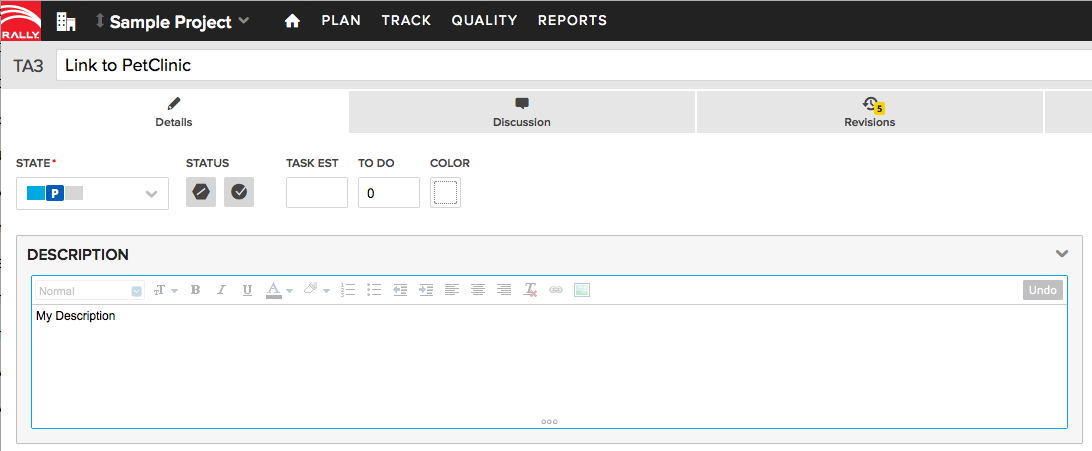 RALLY Sample Project PLAN TRACK QUALITY REPORTS
TA3 Link to PetClinic
5
Details Discussion Revisions
STATE* STATUS TASK EST TO DO COLOR
P 0
DESCRIPTION
Normal T B I U A Undo
My Description